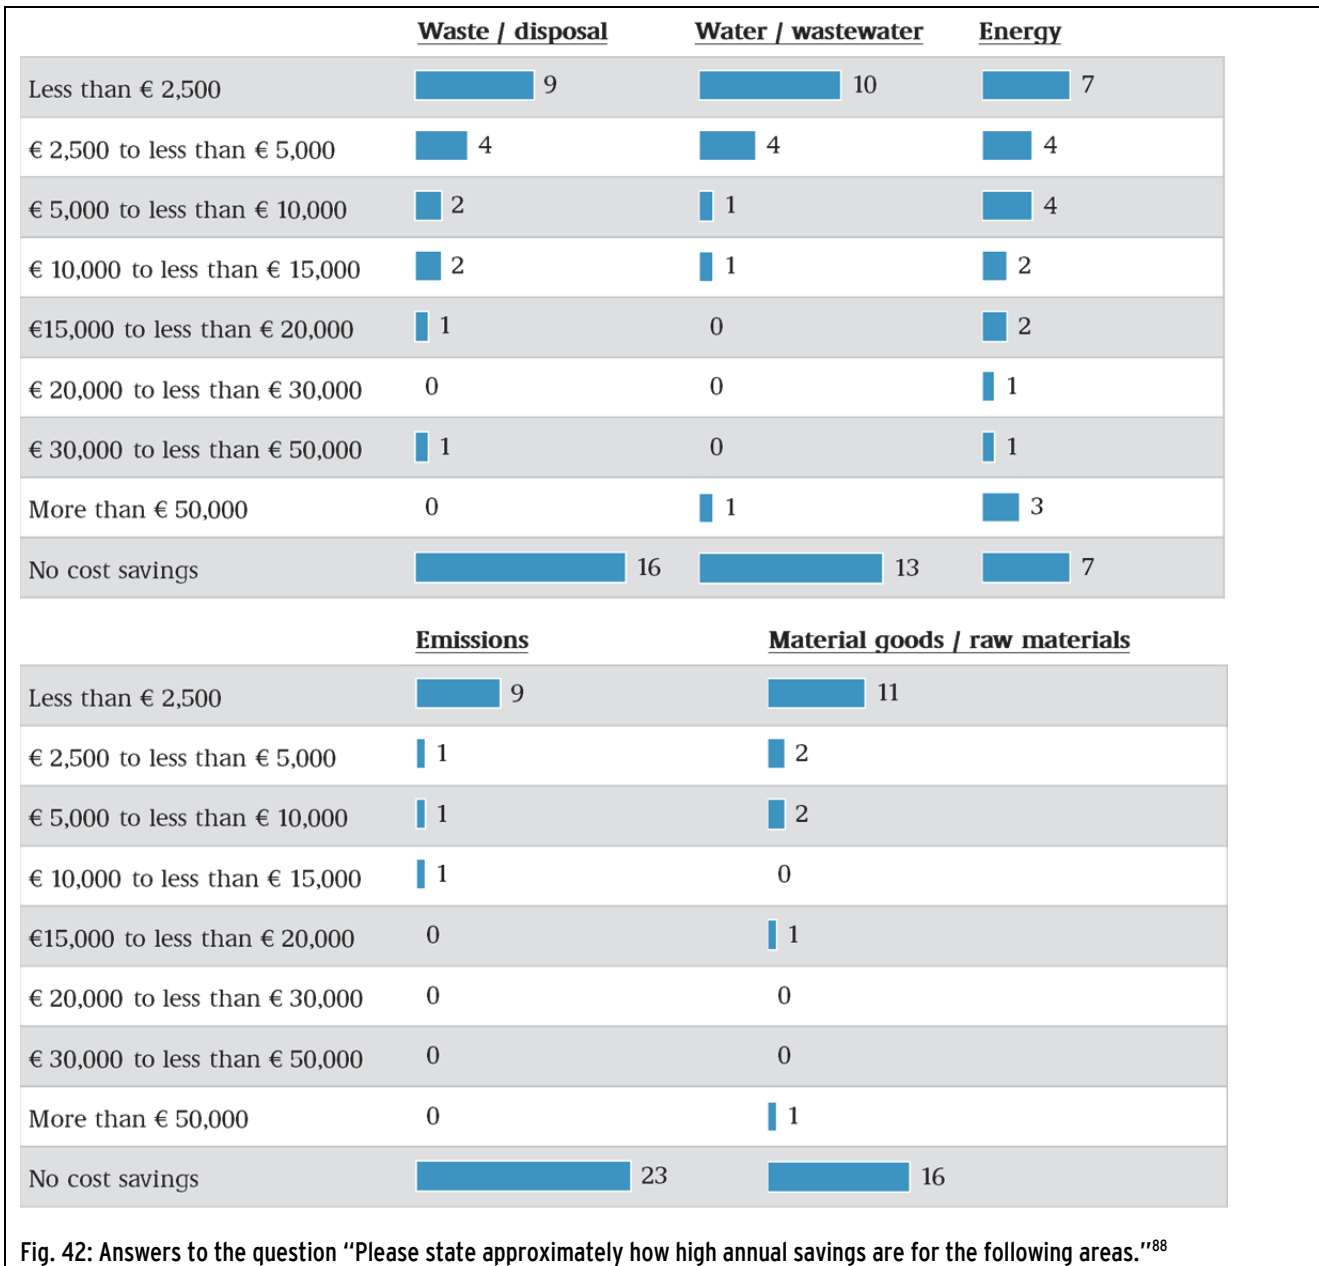 Waste / disposal Water / wastewater Energy
Less than € 2,500 9 10 7
€ 2,500 to less than € 5,000 4 4 4
€ 5,000 to less than € 10,000 2 1 4
€ 10,000 to less than € 15,000 2 1 2
€15,000 to less than € 20,000 1 0 2
€ 20,000 to less than € 30,000 0 0 1
€ 30,000 to less than € 50,000 1 0 1
More than € 50,000 0 1 3
No cost savings 16 13 7
Emissions Material goods / raw materials
Less than € 2,500 9 11
€ 2,500 to less than € 5,000 1 2
€ 5,000 to less than € 10,000 1 2
€ 10,000 to less than € 15,000 1 0
€15,000 to less than € 20,000 0 1
€ 20,000 to less than € 30,000 0 0
€ 30,000 to less than € 50,000 0 0
More than € 50,000 0 1
No cost savings 23 16
Fig. 42: Answers to the question "Please state approximately how high annual savings are for the following areas."⁸⁸